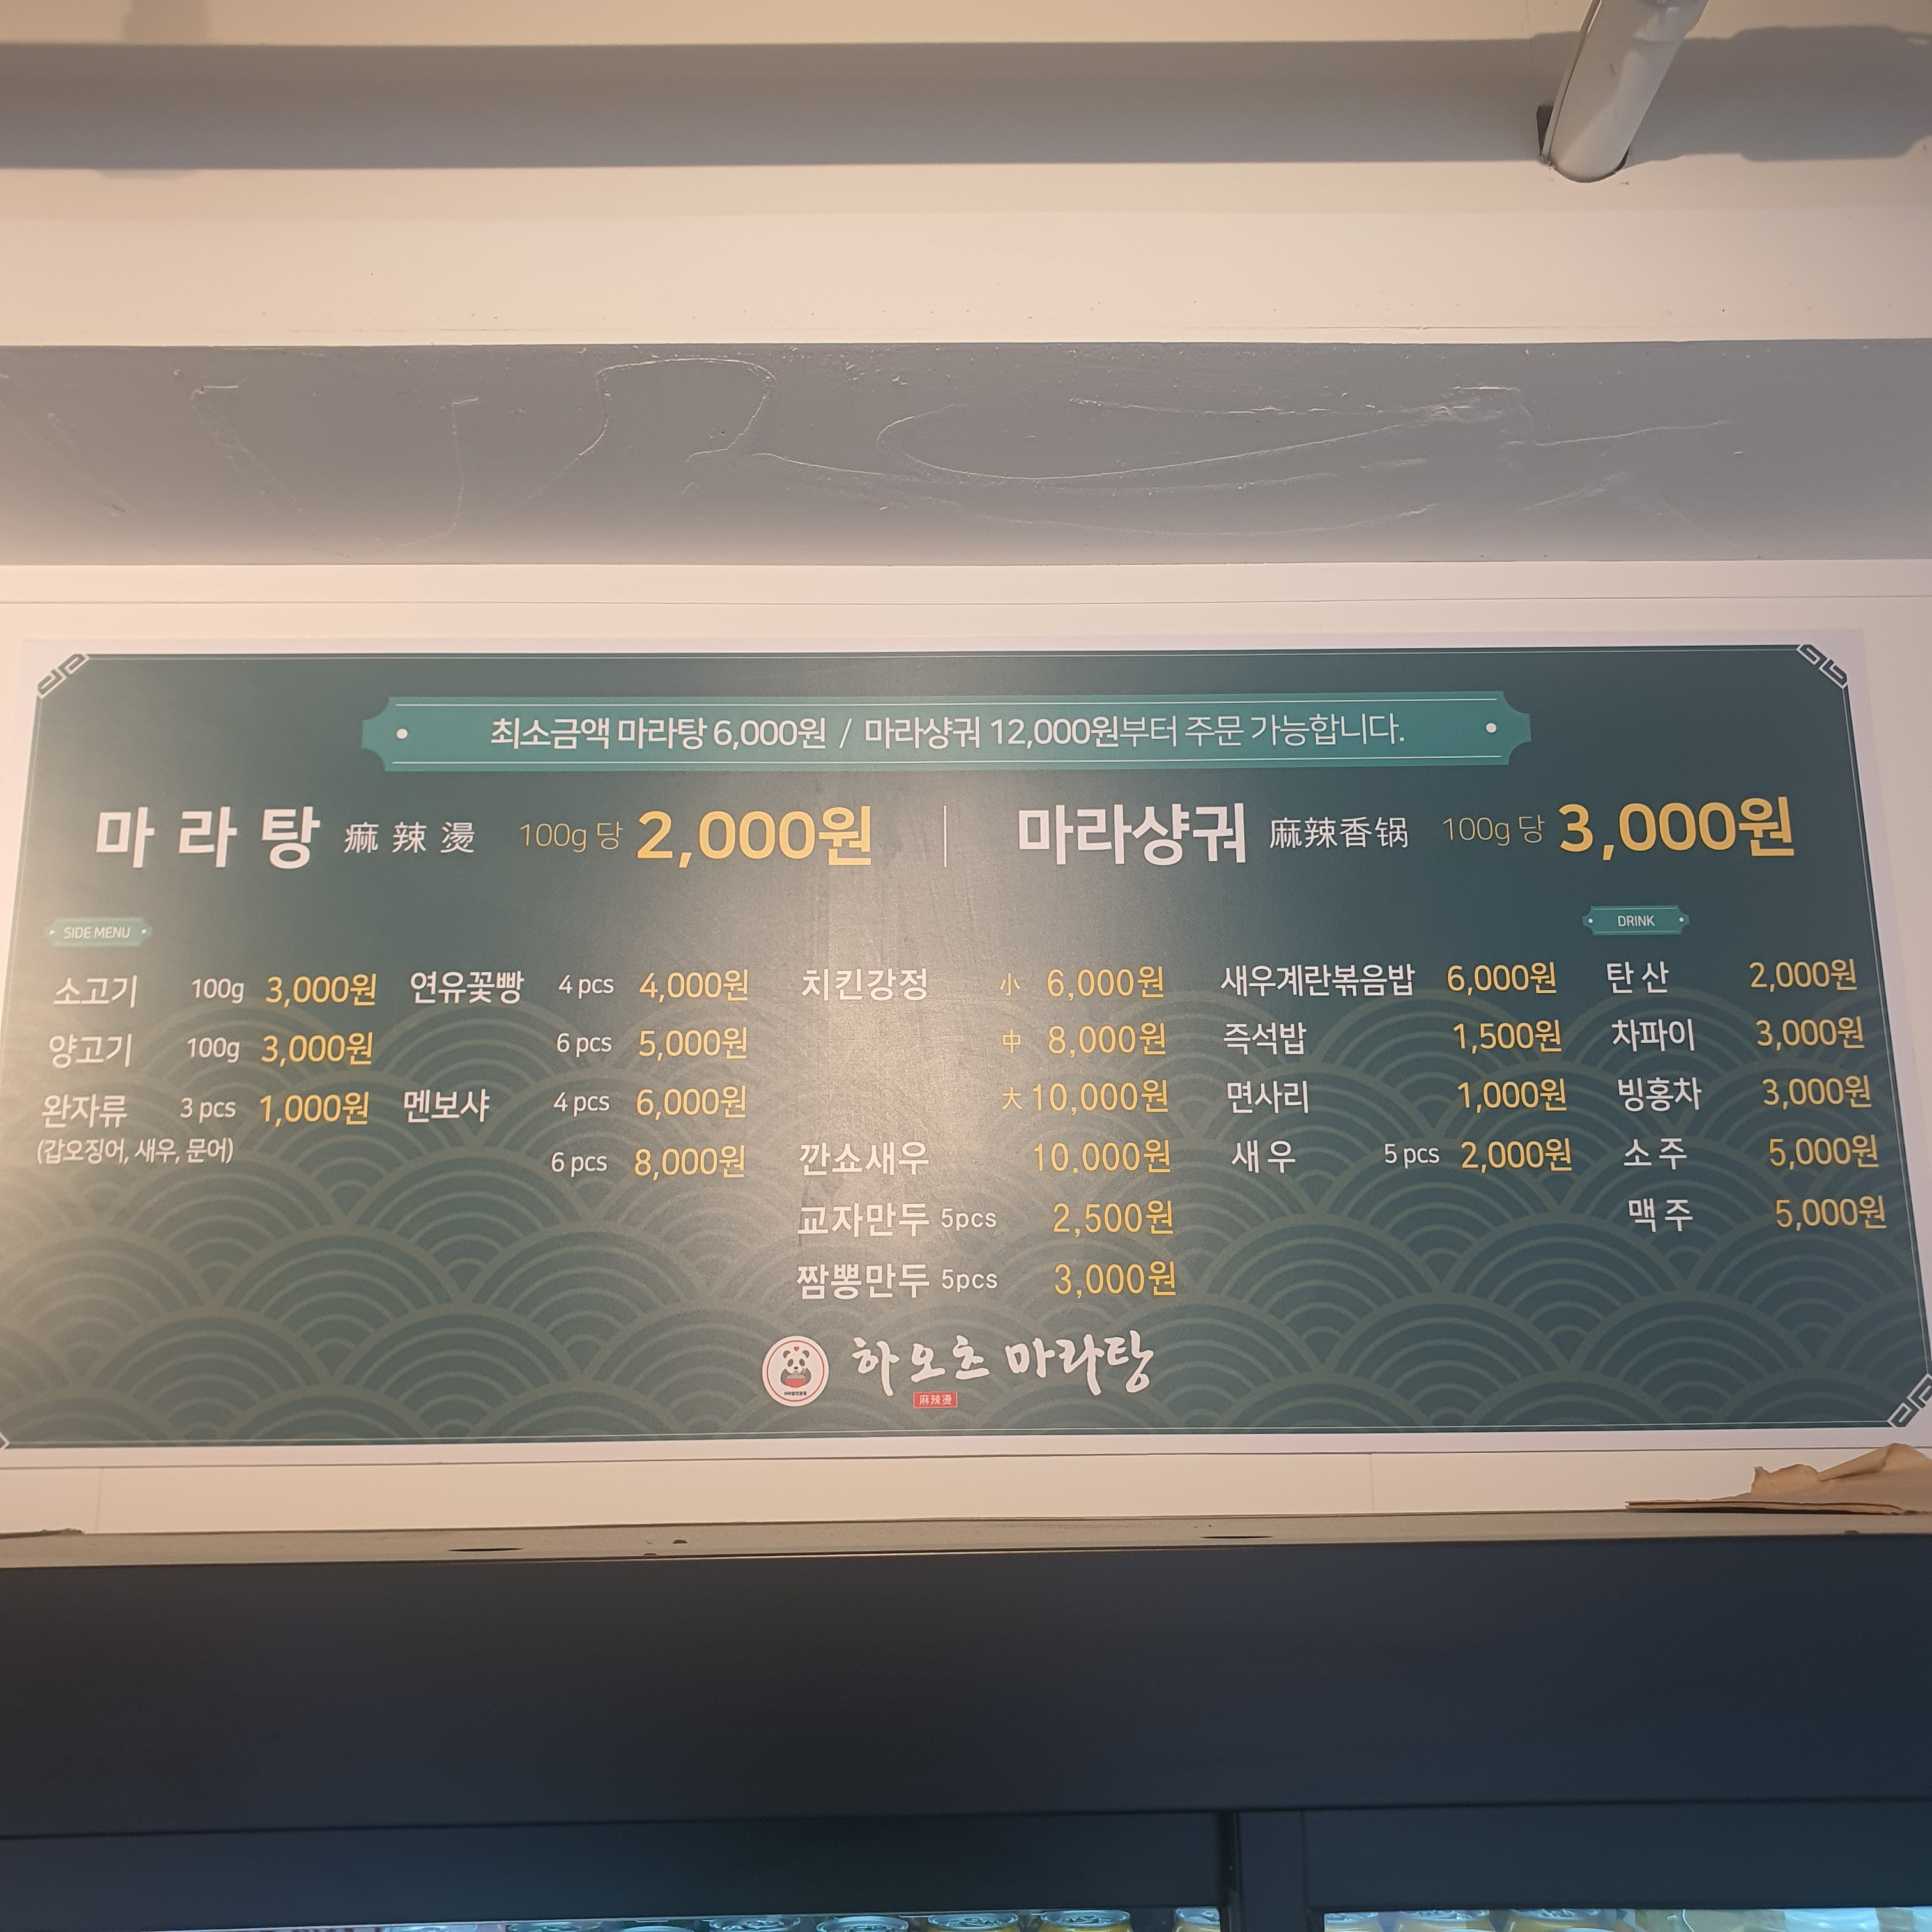 최소금액 마라탕 6,000원 / 마라샹궈 12,000원부터 주문 가능합니다.
마라탕 痲辣燙 100g 당 2,000원 | 마라샹궈 麻辣香锅 100g 당 3,000원
SIDE MENU
소고기 100g 3,000원
양고기 100g 3,000원
완자류 3 pcs 1,000원
(갑오징어, 새우, 문어)
연유꽃빵 4 pcs 4,000원
6 pcs 5,000원
멘보샤 4 pcs 6,000원
6 pcs 8,000원
치킨강정 小 6,000원
中 8,000원
大 10,000원
깐쇼새우 10.000원
교자만두 5pcs 2,500원
짬뽕만두 5pcs 3,000원
새우계란볶음밥 6,000원
즉석밥 1,500원
면사리 1,000원
새우 5 pcs 2,000원
DRINK
탄산 2,000원
차파이 3,000원
빙홍차 3,000원
소주 5,000원
맥주 5,000원
하오츠 마라탕
麻辣燙